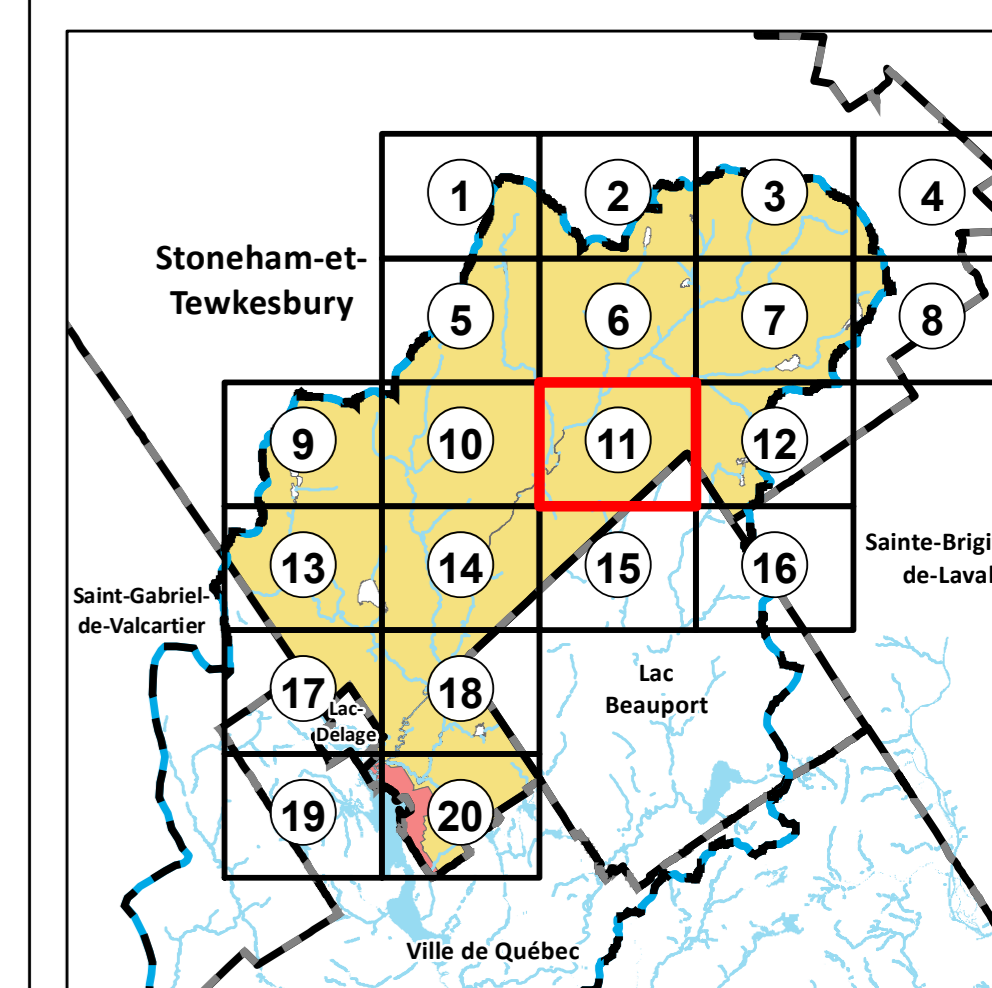 1
2
3
4
Stoneham-et-
Tewkesbury
5
6
7
8
9
10
11
12
13
14
15
16
Sainte-Brigi
de-Laval
Saint-Gabriel-
de-Valcartier
17
Lac-
Delage
18
Lac
Beauport
19
20
Ville de Québec